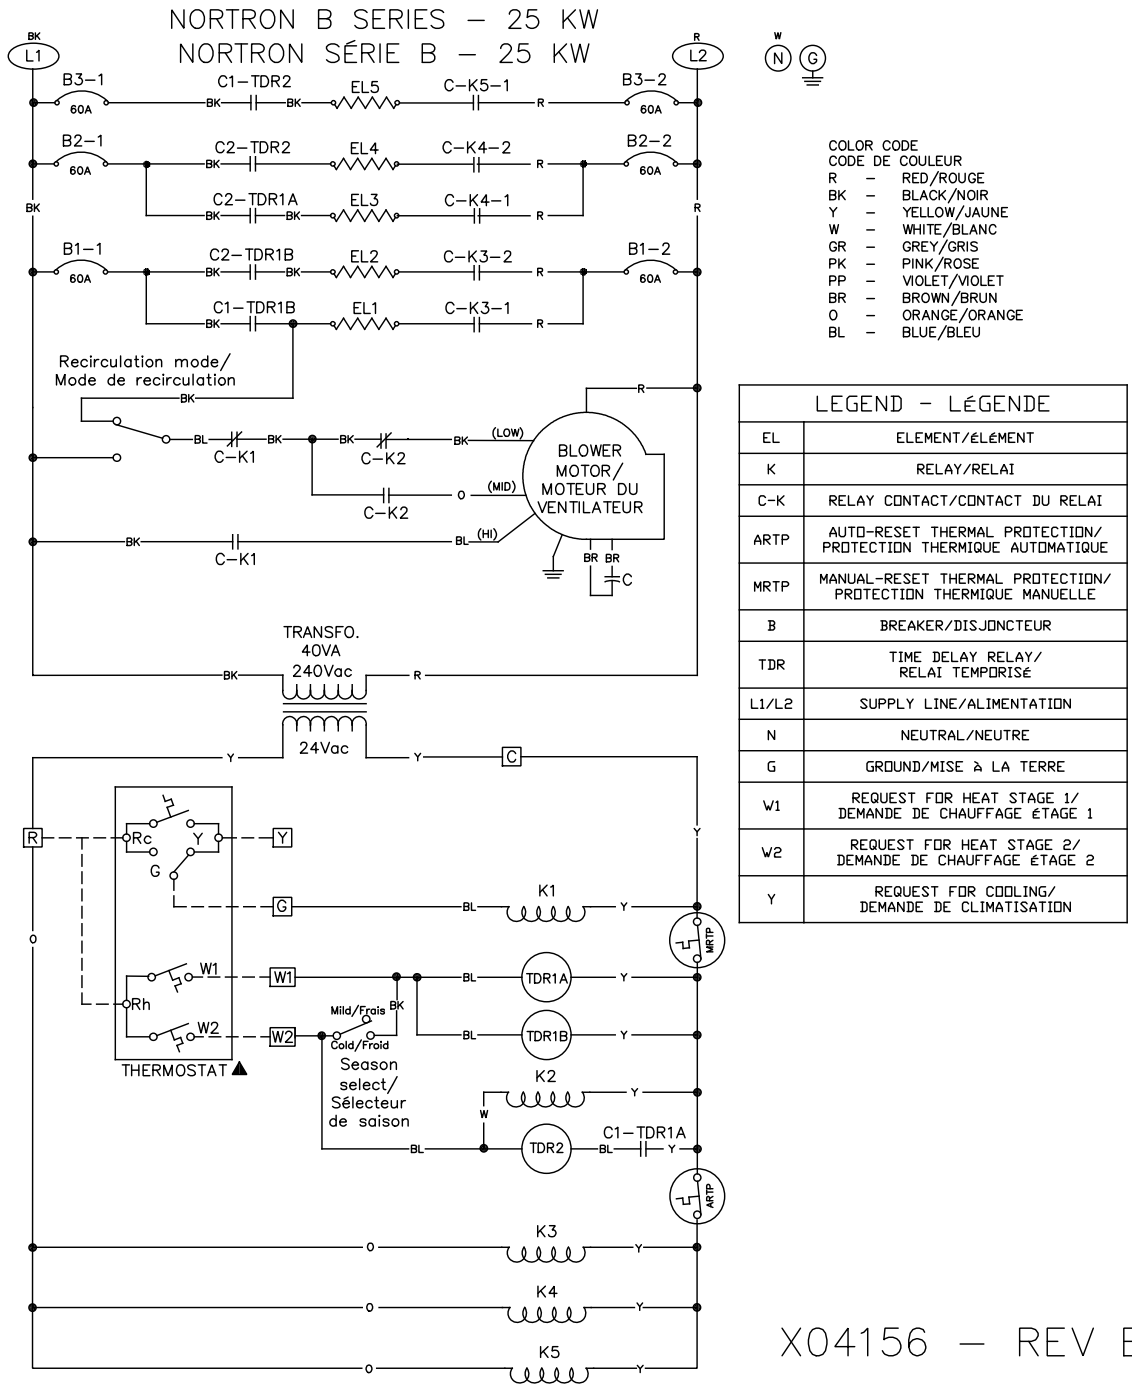 NORTRON B SERIES – 25 KW
NORTRON SÉRIE B – 25 KW
BK
L1
R
L2
W
N G
B3-1
60A
BK
C1-TDR2
BK
EL5
C-K5-1
R
B3-2
60A
B2-1
60A
BK
C2-TDR2
EL4
C-K4-2
R
B2-2
60A
BK
C2-TDR1A
BK
BK
EL3
C-K4-1
R
R
B1-1
60A
C2-TDR1B
BK
BK
EL2
C-K3-2
R
B1-2
60A
C1-TDR1B
BK
EL1
C-K3-1
R
Recirculation mode/
Mode de recirculation
BK
R
BL
C-K1
BK
BK
C-K2
BK
(LOW)
C-K2
O
(MID)
BK
C-K1
BL
(HI)
BLOWER
MOTOR/
MOTEUR DU
VENTILATEUR
BR BR
C
TRANSFO.
40VA
240Vac
BK
R
24Vac
Y
Y
C
R
Rc
Y
Y
G
G
BL
K1
Y
Y
MRTP
O
W1
W1
BL
TDR1A
Y
Rh
Mild/Frais
BK
W2
W2
Cold/Froid
BL
TDR1B
Y
THERMOSTAT
Season
select/
Sélecteur
de saison
K2
Y
W
BL
TDR2
BL
C1-TDR1A
Y
ARTP
K3
O
Y
K4
O
Y
K5
O
Y
COLOR CODE
CODE DE COULEUR
R – RED/ROUGE
BK – BLACK/NOIR
Y – YELLOW/JAUNE
W – WHITE/BLANC
GR – GREY/GRIS
PK – PINK/ROSE
PP – VIOLET/VIOLET
BR – BROWN/BRUN
O – ORANGE/ORANGE
BL – BLUE/BLEU
LEGEND - LÉGENDE
EL ELEMENT/ÉLÉMENT
K RELAY/RELAI
C-K RELAY CONTACT/CONTACT DU RELAI
ARTP AUTO-RESET THERMAL PROTECTION/
PROTECTION THERMIQUE AUTOMATIQUE
MRTP MANUAL-RESET THERMAL PROTECTION/
PROTECTION THERMIQUE MANUELLE
B BREAKER/DISJONCTEUR
TDR TIME DELAY RELAY/
RELAI TEMPORISÉ
L1/L2 SUPPLY LINE/ALIMENTATION
N NEUTRAL/NEUTRE
G GROUND/MISE À LA TERRE
W1 REQUEST FOR HEAT STAGE 1/
DEMANDE DE CHAUFFAGE ÉTAGE 1
W2 REQUEST FOR HEAT STAGE 2/
DEMANDE DE CHAUFFAGE ÉTAGE 2
Y REQUEST FOR COOLING/
DEMANDE DE CLIMATISATION
X04156 – REV